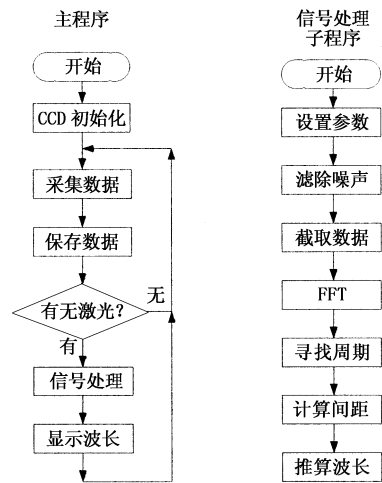 主程序
开始
CCD 初始化
采集数据
保存数据
有无激光?
无
有
信号处理
显示波长
信号处理
子程序
开始
设置参数
滤除噪声
截取数据
FFT
寻找周期
计算间距
推算波长